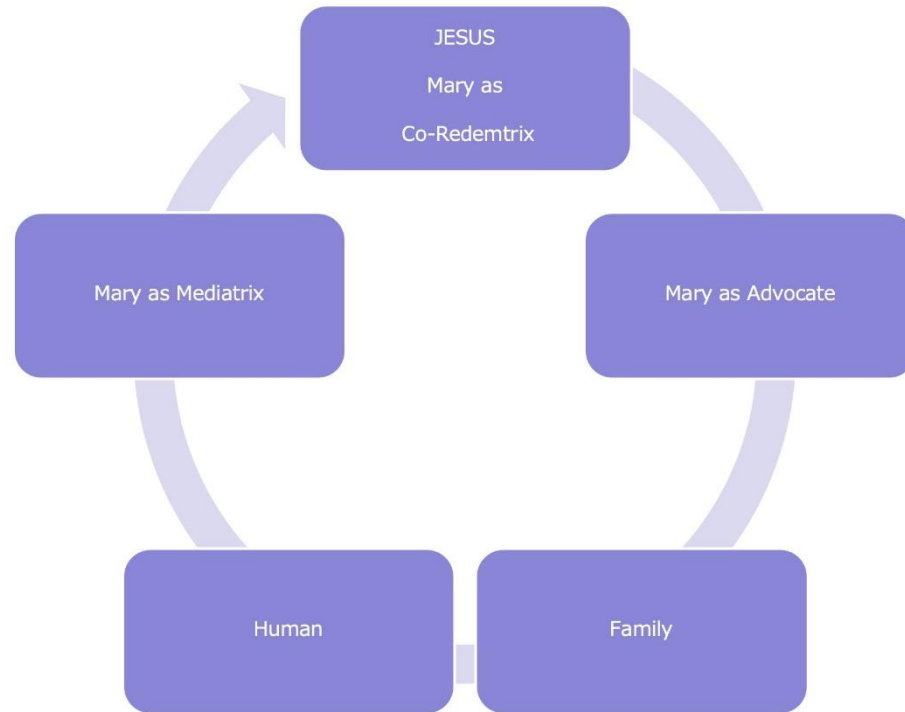 JESUS
Mary as
Co-Redemtrix
Mary as Mediatrix
Mary as Advocate
Human
Family